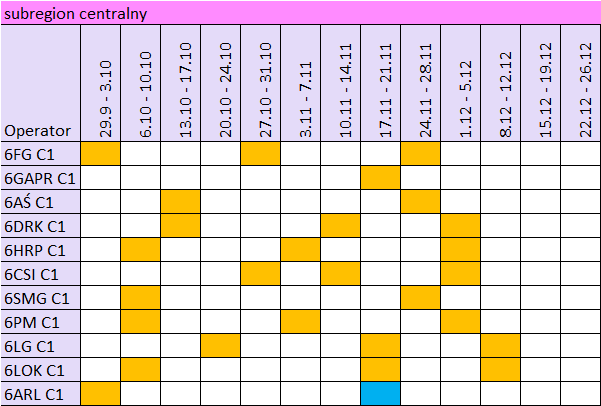 subregion centralny
Operator 29.9 - 3.10 6.10 - 10.10 13.10 - 17.10 20.10 - 24.10 27.10 - 31.10 3.11 - 7.11 10.11 - 14.11 17.11 - 21.11 24.11 - 28.11 1.12 - 5.12 8.12 - 12.12 15.12 - 19.12 22.12 - 26.12
6FG C1
6GAPR C1
6AŚ C1
6DRK C1
6HRP C1
6CSI C1
6SMG C1
6PM C1
6LG C1
6LOK C1
6ARL C1